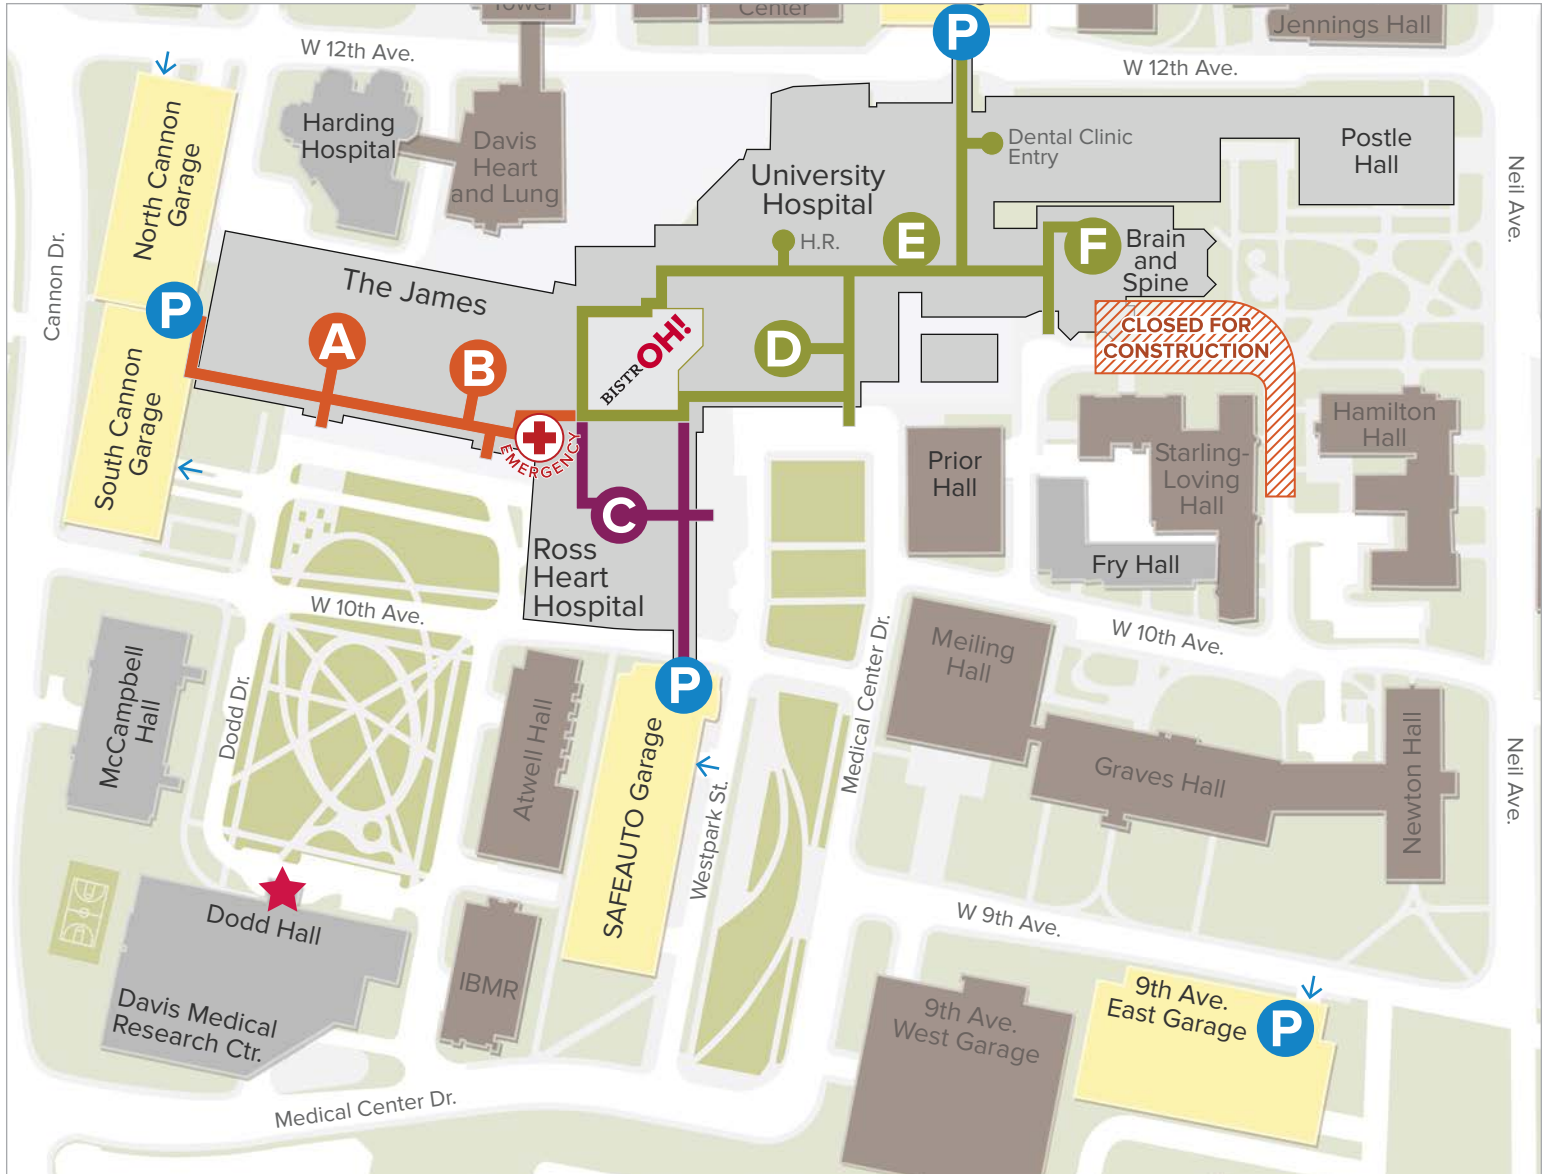 Tower
Center
P
Jennings Hall
W 12th Ave.
W 12th Ave.
North Cannon
Garage
Harding
Hospital
Davis
Heart
and Lung
Dental Clinic
Entry
Postle
Hall
University
Hospital
Neil Ave.
H.R.
E
F
Brain
and
Spine
Cannon Dr.
The James
P
A
B
BISTROH!
D
CLOSED FOR
CONSTRUCTION
South Cannon
Garage
EMERGENCY
Hamilton
Hall
Prior
Hall
Starling-
Loving
Hall
C
Ross
Heart
Hospital
Fry Hall
W 10th Ave.
W 10th Ave.
Meiling
Hall
McCampbell
Hall
Dodd Dr.
P
Medical Center Dr.
Atwell Hall
SAFEAUTO Garage
Westpark St.
Graves Hall
Newton Hall
Neil Ave.
Dodd Hall
W 9th Ave.
IBMR
Davis Medical
Research Ctr.
9th Ave.
West Garage
9th Ave.
East Garage
P
Medical Center Dr.